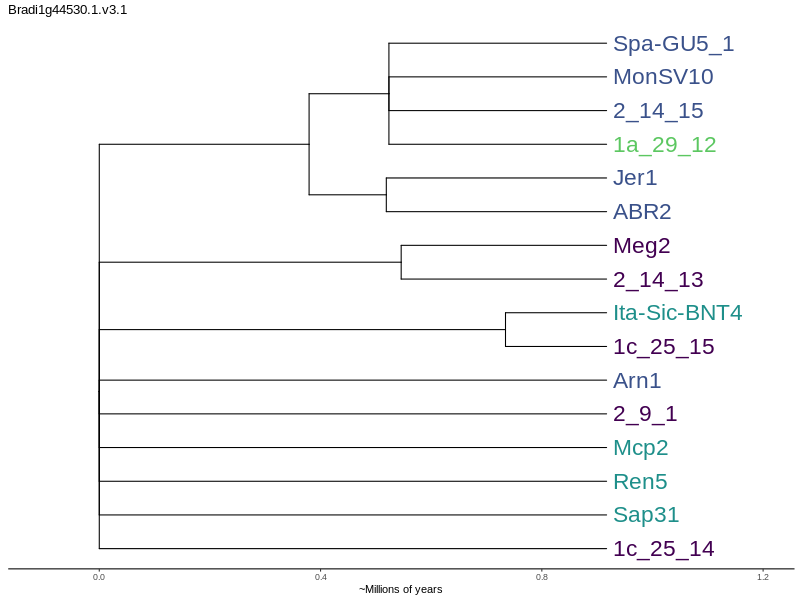 Bradi1g44530.1.v3.1
Spa-GU5_1
MonSV10
2_14_15
1a_29_12
Jer1
ABR2
Meg2
2_14_13
Ita-Sic-BNT4
1c_25_15
Arn1
2_9_1
Mcp2
Ren5
Sap31
1c_25_14
0.0 0.4 0.8 1.2
~Millions of years